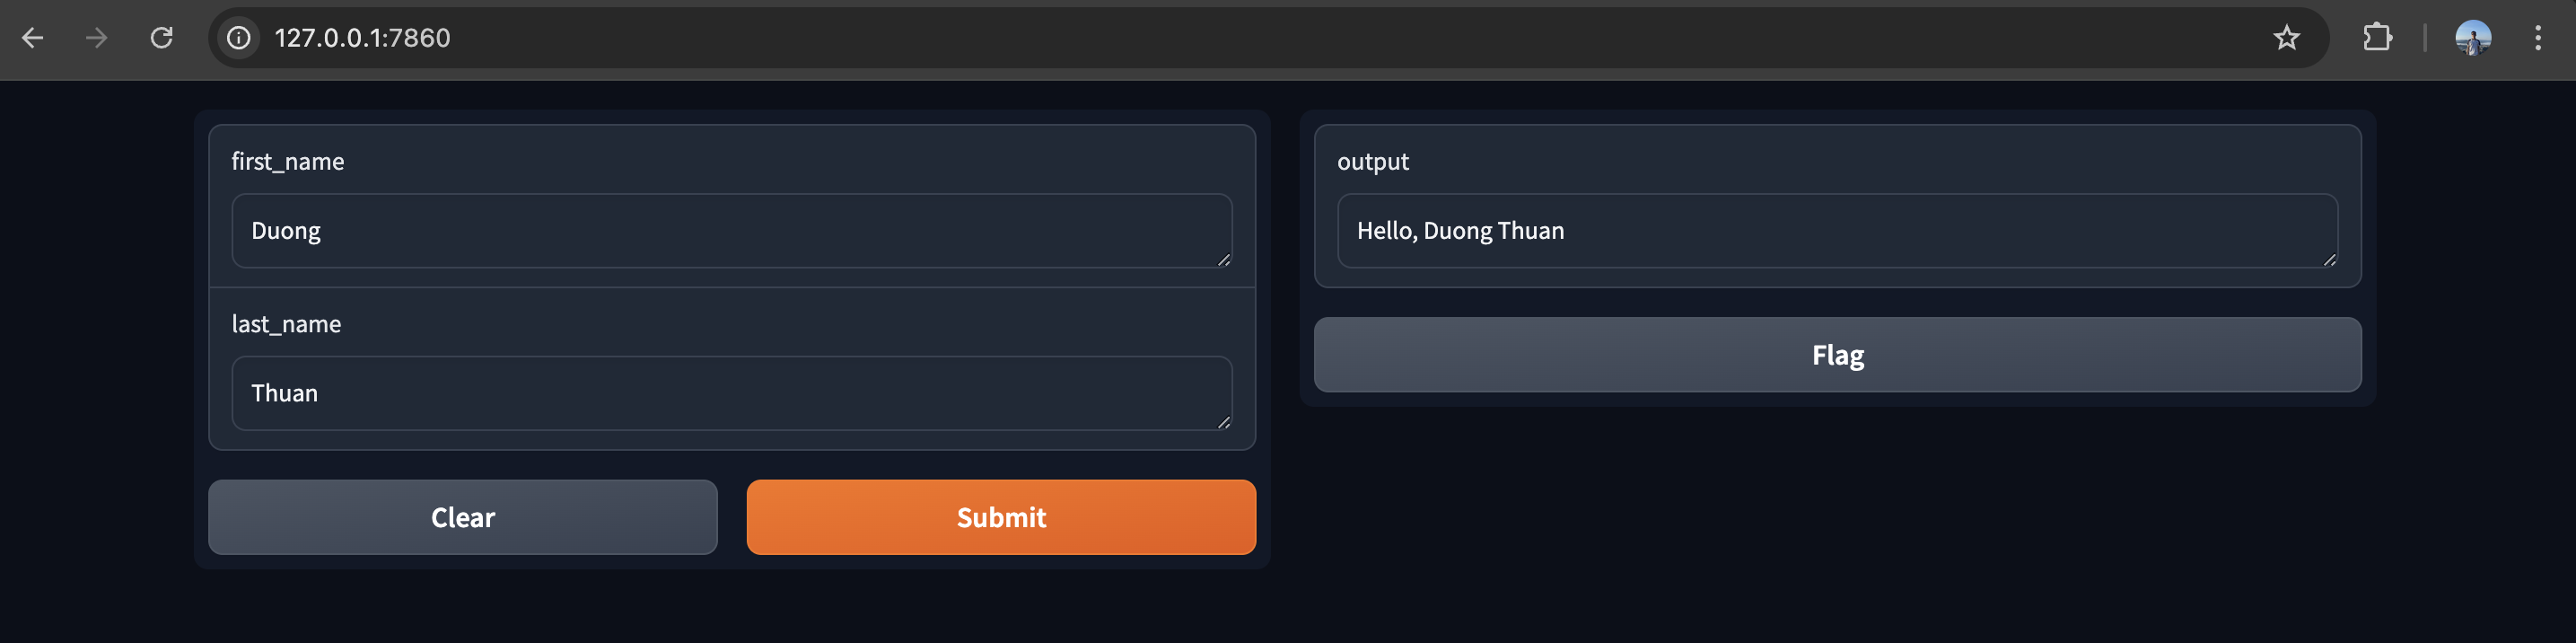 127.0.0.1:7860
first_name
Duong
last_name
Thuan
Clear
Submit
output
Hello, Duong Thuan
Flag